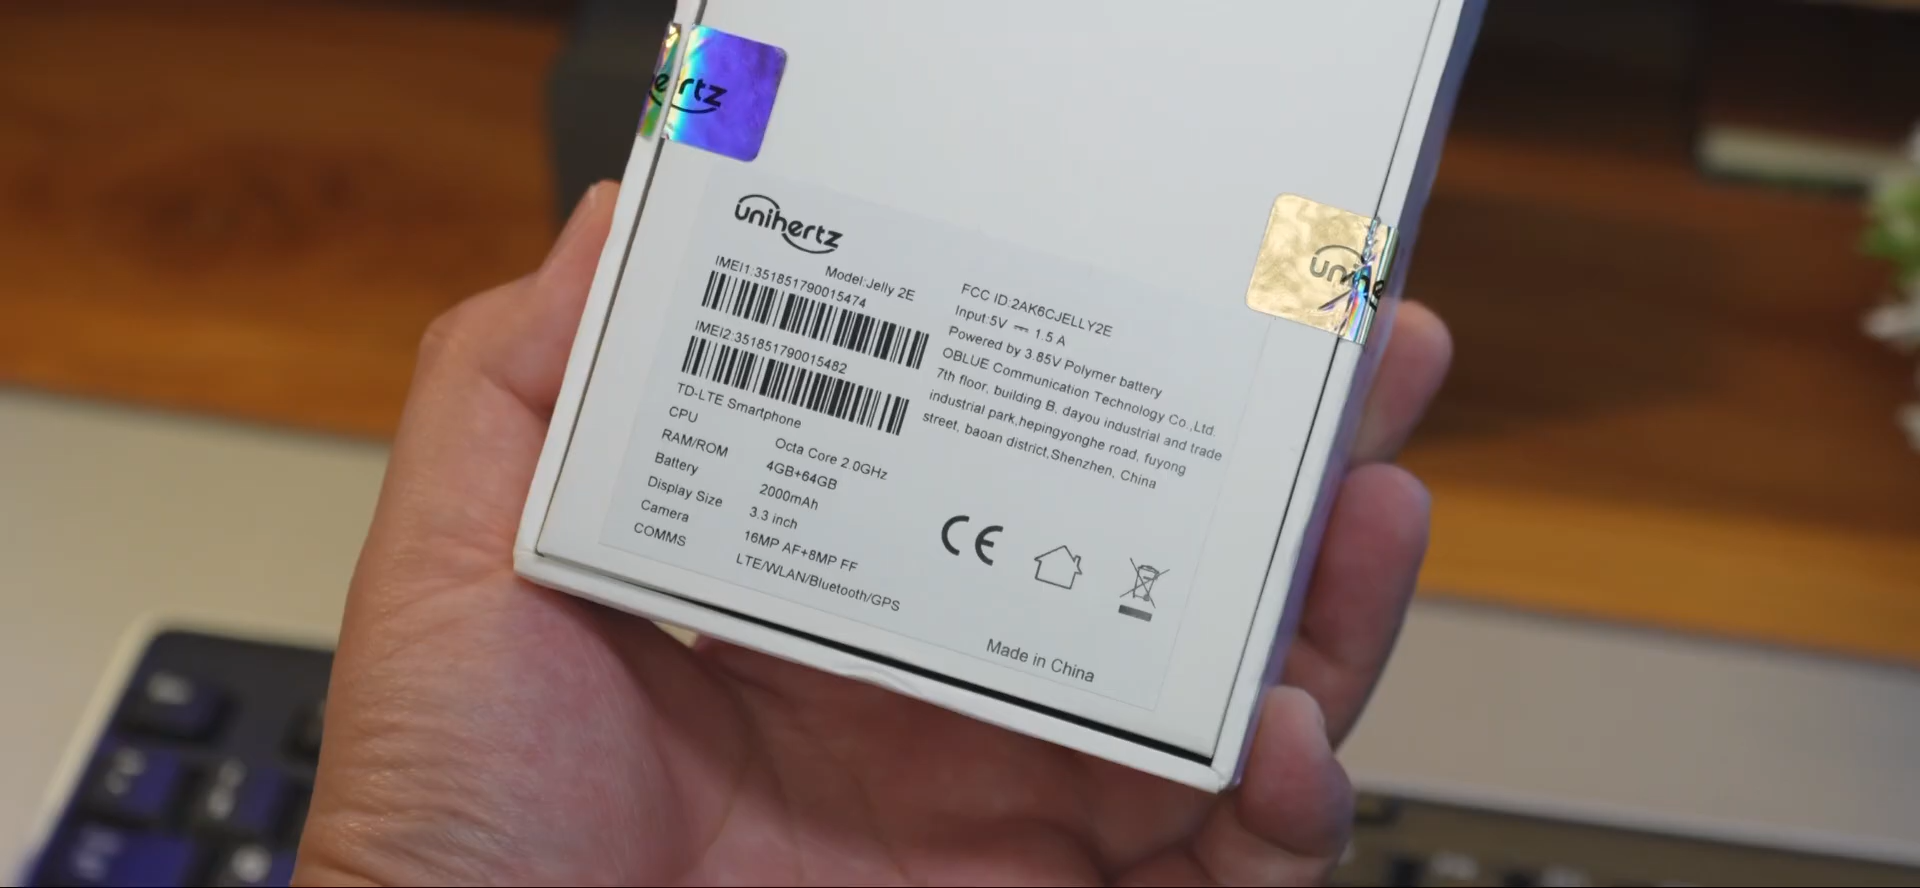 ertz
unihertz
Model:Jelly 2E
IMEI1:351851790015474
IMEI2:351851790015482
TD-LTE Smartphone
CPU Octa Core 2.0GHz
RAM/ROM 4GB+64GB
Battery 2000mAh
Display Size 3.3 inch
Camera 16MP AF+8MP FF
COMMS LTE/WLAN/Bluetooth/GPS
FCC ID:2AK6CJELLY2E
Input:5V ⎓ 1.5 A
Powered by 3.85V Polymer battery
OBLUE Communication Technology Co.,Ltd.
7th floor, building B, dayou industrial and trade
industrial park,hepingyonghe road, fuyong
street, baoan district,Shenzhen, China
CE
Made in China
unihe